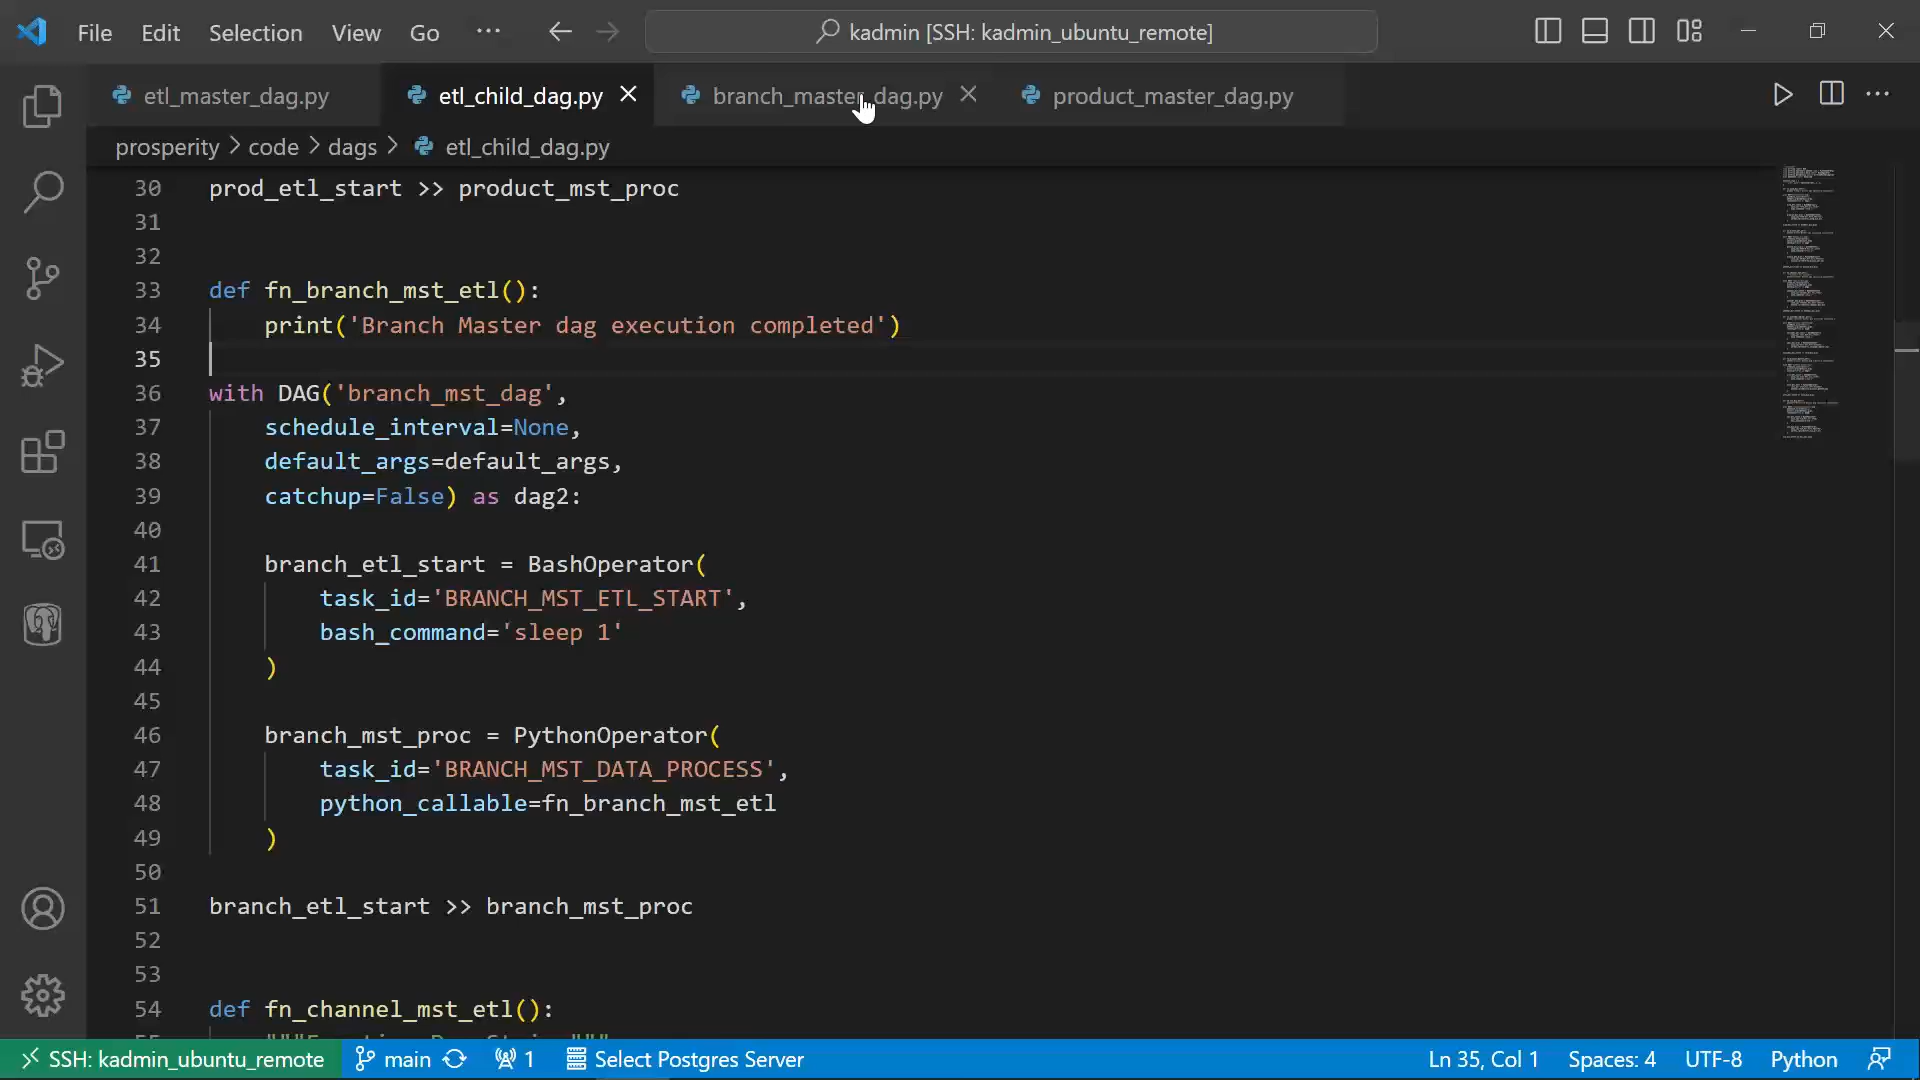 File Edit Selection View Go ··· kadmin [SSH: kadmin_ubuntu_remote]
etl_master_dag.py etl_child_dag.py branch_master_dag.py product_master_dag.py
prosperity > code > dags > etl_child_dag.py
30 prod_etl_start >> product_mst_proc
31
32
33 def fn_branch_mst_etl():
34 print('Branch Master dag execution completed')
35
36 with DAG('branch_mst_dag',
37 schedule_interval=None,
38 default_args=default_args,
39 catchup=False) as dag2:
40
41 branch_etl_start = BashOperator(
42 task_id='BRANCH_MST_ETL_START',
43 bash_command='sleep 1'
44 )
45
46 branch_mst_proc = PythonOperator(
47 task_id='BRANCH_MST_DATA_PROCESS',
48 python_callable=fn_branch_mst_etl
49 )
50
51 branch_etl_start >> branch_mst_proc
52
53
54 def fn_channel_mst_etl():
SSH: kadmin_ubuntu_remote main 1 Select Postgres Server Ln 35, Col 1 Spaces: 4 UTF-8 Python